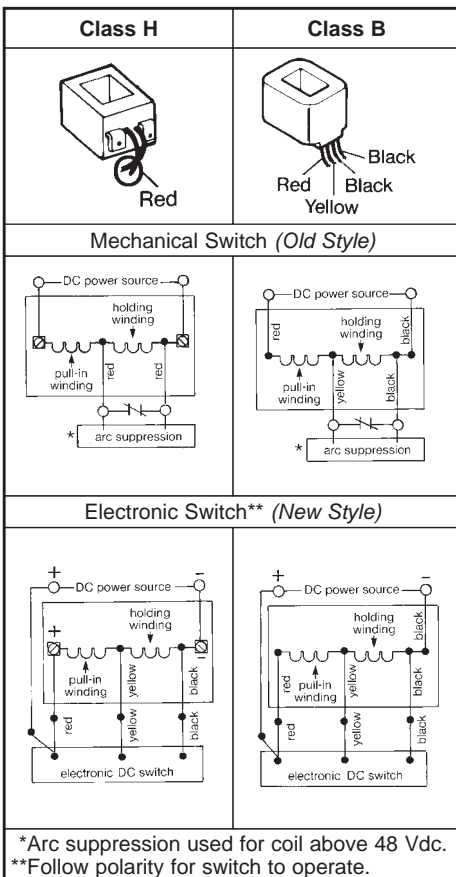 Class H
Class B
Red
Black
Red
Black
Yellow
Mechanical Switch (Old Style)
DC power source
holding
winding
pull-in
winding
red
red
* arc suppression
DC power source
red
holding
winding
black
pull-in
winding
yellow
black
* arc suppression
Electronic Switch** (New Style)
+ -
DC power source
holding
winding
+ -
pull-in
winding
yellow
black
red
yellow
black
electronic DC switch
+ -
DC power source
holding
winding
black
red
pull-in
winding
yellow
black
red
yellow
black
electronic DC switch
*Arc suppression used for coil above 48 Vdc.
**Follow polarity for switch to operate.